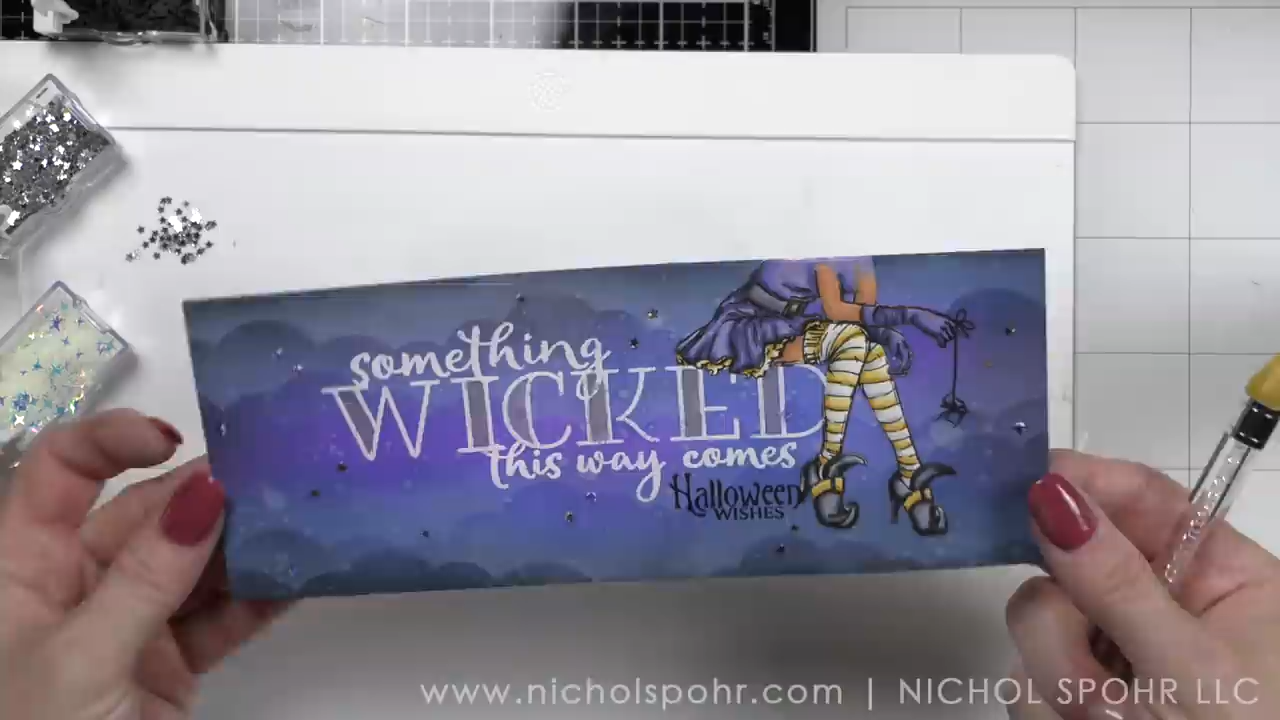 something
WICKED
this way comes
Halloween
WISHES
www.nicholspohr.com | NICHOL SPOHR LLC